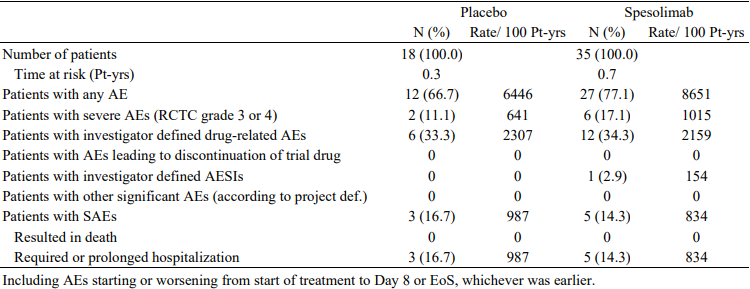 Placebo Spesolimab
N (%) Rate/ 100 Pt-yrs N (%) Rate/ 100 Pt-yrs
Number of patients 18 (100.0) 35 (100.0)
Time at risk (Pt-yrs) 0.3 0.7
Patients with any AE 12 (66.7) 6446 27 (77.1) 8651
Patients with severe AEs (RCTC grade 3 or 4) 2 (11.1) 641 6 (17.1) 1015
Patients with investigator defined drug-related AEs 6 (33.3) 2307 12 (34.3) 2159
Patients with AEs leading to discontinuation of trial drug 0 0 0 0
Patients with investigator defined AESIs 0 0 1 (2.9) 154
Patients with other significant AEs (according to project def.) 0 0 0 0
Patients with SAEs 3 (16.7) 987 5 (14.3) 834
Resulted in death 0 0 0 0
Required or prolonged hospitalization 3 (16.7) 987 5 (14.3) 834
Including AEs starting or worsening from start of treatment to Day 8 or EoS, whichever was earlier.